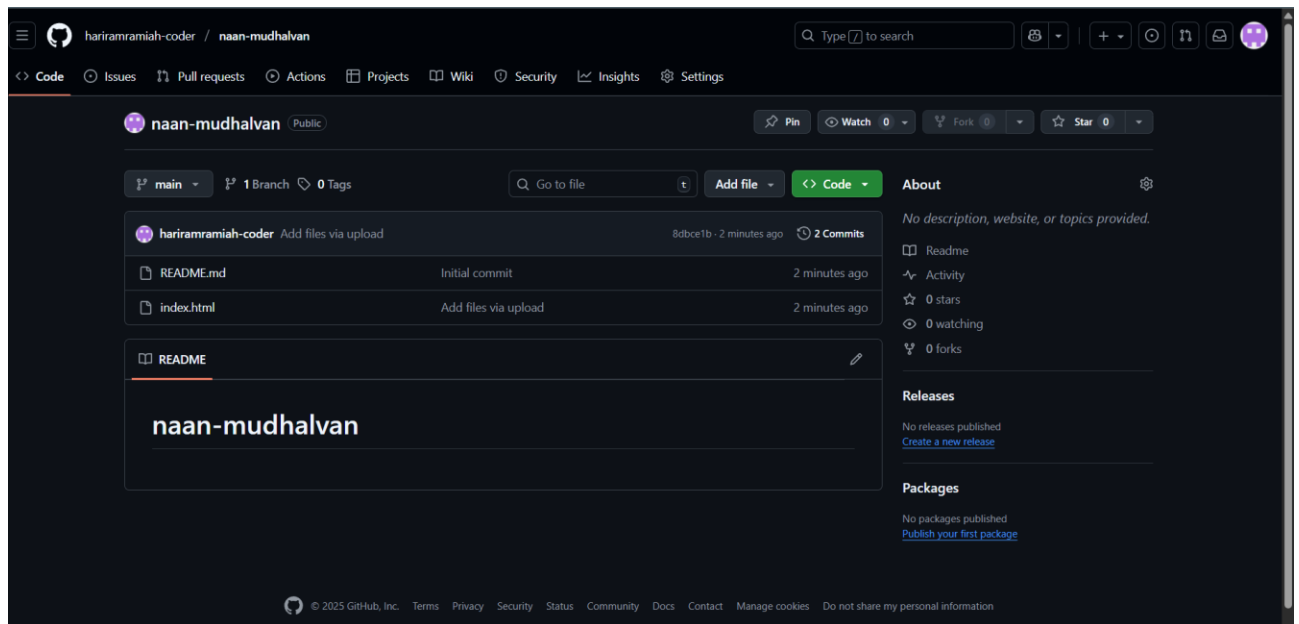 hariramramiah-coder / naan-mudhalvan
Type / to search
Code Issues Pull requests Actions Projects Wiki Security Insights Settings
naan-mudhalvan Public
Pin Watch 0 Fork 0 Star 0
main 1 Branch 0 Tags
Go to file t
Add file Code
hariramramiah-coder Add files via upload 8dbce1b · 2 minutes ago 2 Commits
README.md Initial commit 2 minutes ago
index.html Add files via upload 2 minutes ago
README
naan-mudhalvan
About
No description, website, or topics provided.
Readme
Activity
0 stars
0 watching
0 forks
Releases
No releases published
Create a new release
Packages
No packages published
Publish your first package
© 2025 GitHub, Inc. Terms Privacy Security Status Community Docs Contact Manage cookies Do not share my personal information